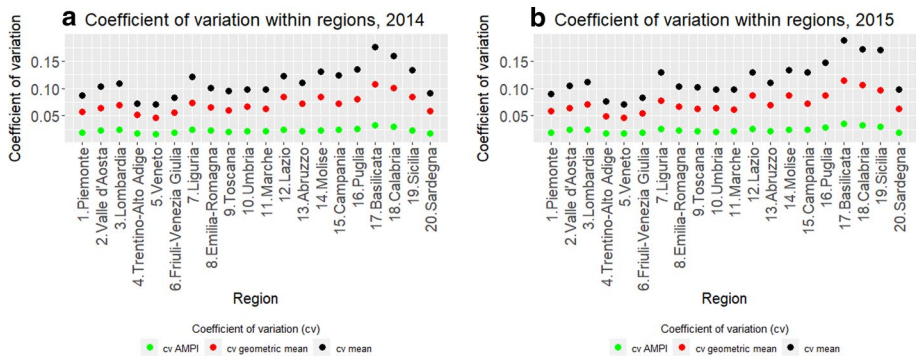 a Coefficient of variation within regions, 2014
Coefficient of variation
0.15
0.10
0.05
1.Piemonte
2.Valle d'Aosta
3.Lombardia
4.Trentino-Alto Adige
5.Veneto
6.Friuli-Venezia Giulia
7.Liguria
8.Emilia-Romagna
9.Toscana
10.Umbria
11.Marche
12.Lazio
13.Abruzzo
14.Molise
15.Campania
16.Puglia
17.Basilicata
18.Calabria
19.Sicilia
20.Sardegna
Region
Coefficient of variation (cv)
cv AMPI cv geometric mean cv mean
b Coefficient of variation within regions, 2015
Coefficient of variation
0.15
0.10
0.05
1.Piemonte
2.Valle d'Aosta
3.Lombardia
4.Trentino-Alto Adige
5.Veneto
6.Friuli-Venezia Giulia
7.Liguria
8.Emilia-Romagna
9.Toscana
10.Umbria
11.Marche
12.Lazio
13.Abruzzo
14.Molise
15.Campania
16.Puglia
17.Basilicata
18.Calabria
19.Sicilia
20.Sardegna
Region
Coefficient of variation (cv)
cv AMPI cv geometric mean cv mean